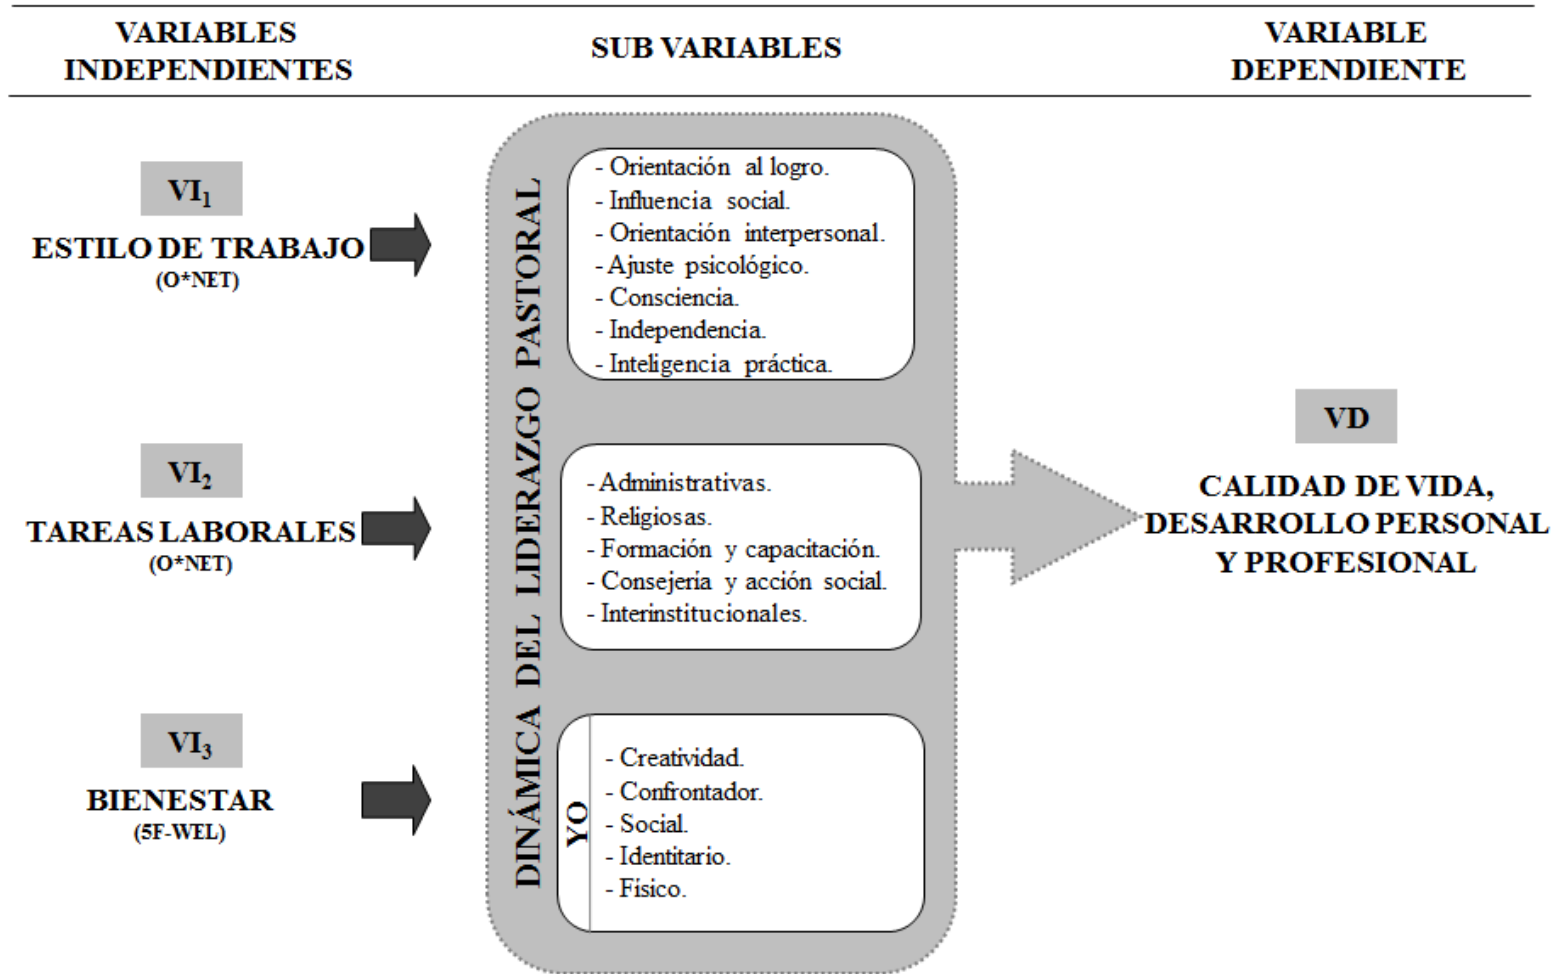 VARIABLES
INDEPENDIENTES
SUB VARIABLES
VARIABLE
DEPENDIENTE
VI1
ESTILO DE TRABAJO
(O*NET)
VI2
TAREAS LABORALES
(O*NET)
VI3
BIENESTAR
(5F-WEL)
DINÁMICA DEL LIDERAZGO PASTORAL
- Orientación al logro.
- Influencia social.
- Orientación interpersonal.
- Ajuste psicológico.
- Consciencia.
- Independencia.
- Inteligencia práctica.
- Administrativas.
- Religiosas.
- Formación y capacitación.
- Consejería y acción social.
- Interinstitucionales.
YO
- Creatividad.
- Confrontador.
- Social.
- Identitario.
- Físico.
VD
CALIDAD DE VIDA,
DESARROLLO PERSONAL
Y PROFESIONAL